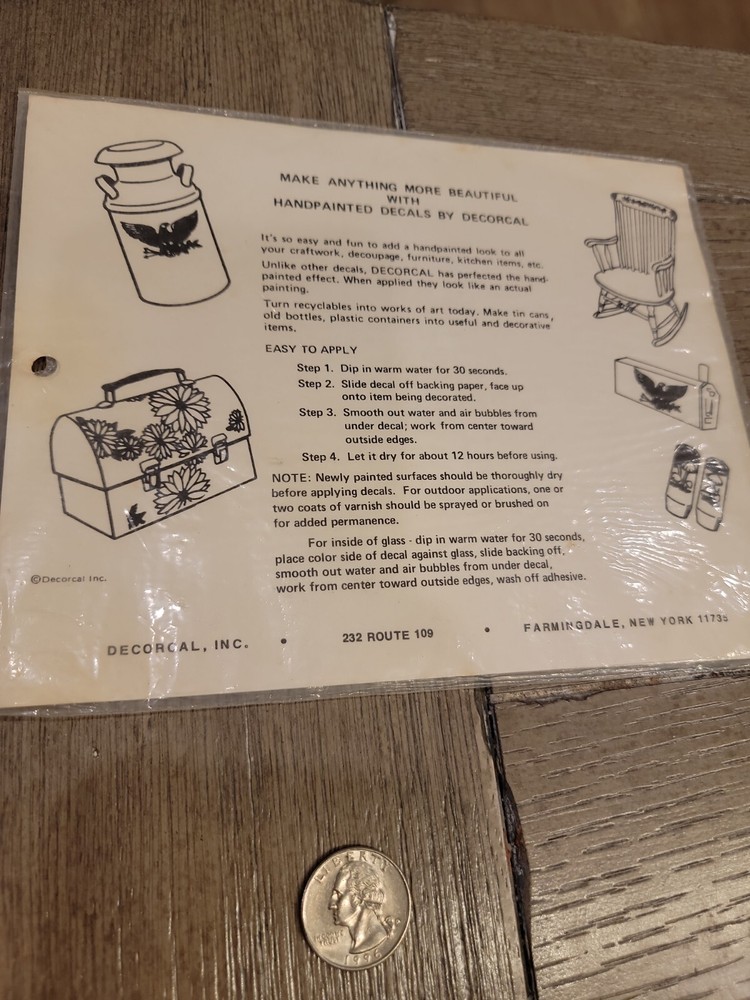 MAKE ANYTHING MORE BEAUTIFUL
WITH
HANDPAINTED DECALS BY DECORCAL
It's so easy and fun to add a handpainted look to all
your craftwork, decoupage, furniture, kitchen items, etc.
Unlike other decals, DECORCAL has perfected the hand-
painted effect. When applied they look like an actual
painting.
Turn recyclables into works of art today. Make tin cans,
old bottles, plastic containers into useful and decorative
items.
EASY TO APPLY
Step 1. Dip in warm water for 30 seconds.
Step 2. Slide decal off backing paper, face up
onto item being decorated.
Step 3. Smooth out water and air bubbles from
under decal; work from center toward
outside edges.
Step 4. Let it dry for about 12 hours before using.
NOTE: Newly painted surfaces should be thoroughly dry
before applying decals. For outdoor applications, one or
two coats of varnish should be sprayed or brushed on
for added permanence.
For inside of glass - dip in warm water for 30 seconds,
place color side of decal against glass, slide backing off,
smooth out water and air bubbles from under decal,
work from center toward outside edges, wash off adhesive.
©Decorcal Inc.
DECORCAL, INC. • 232 ROUTE 109 • FARMINGDALE, NEW YORK 11735
LIBERTY